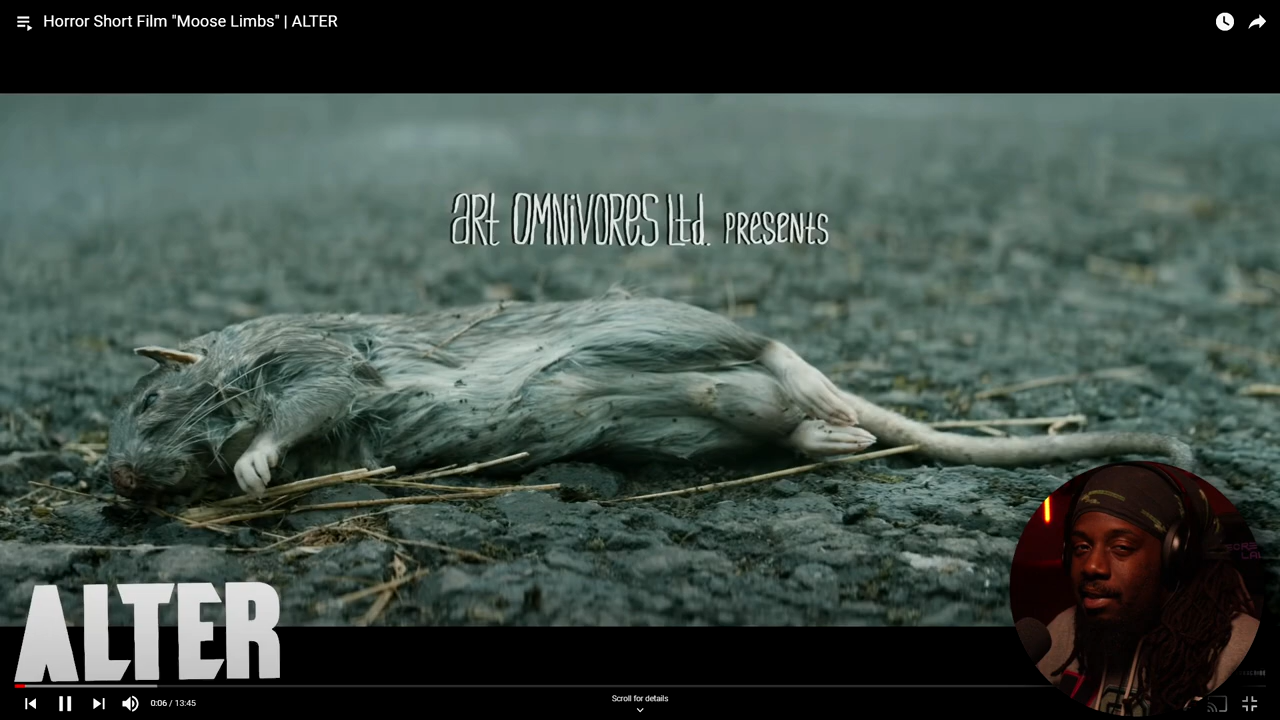 Horror Short Film "Moose Limbs" | ALTER
art OMNiVORES Ltd. PRESENtS
ALTER
0:06 / 13:45
Scroll for details